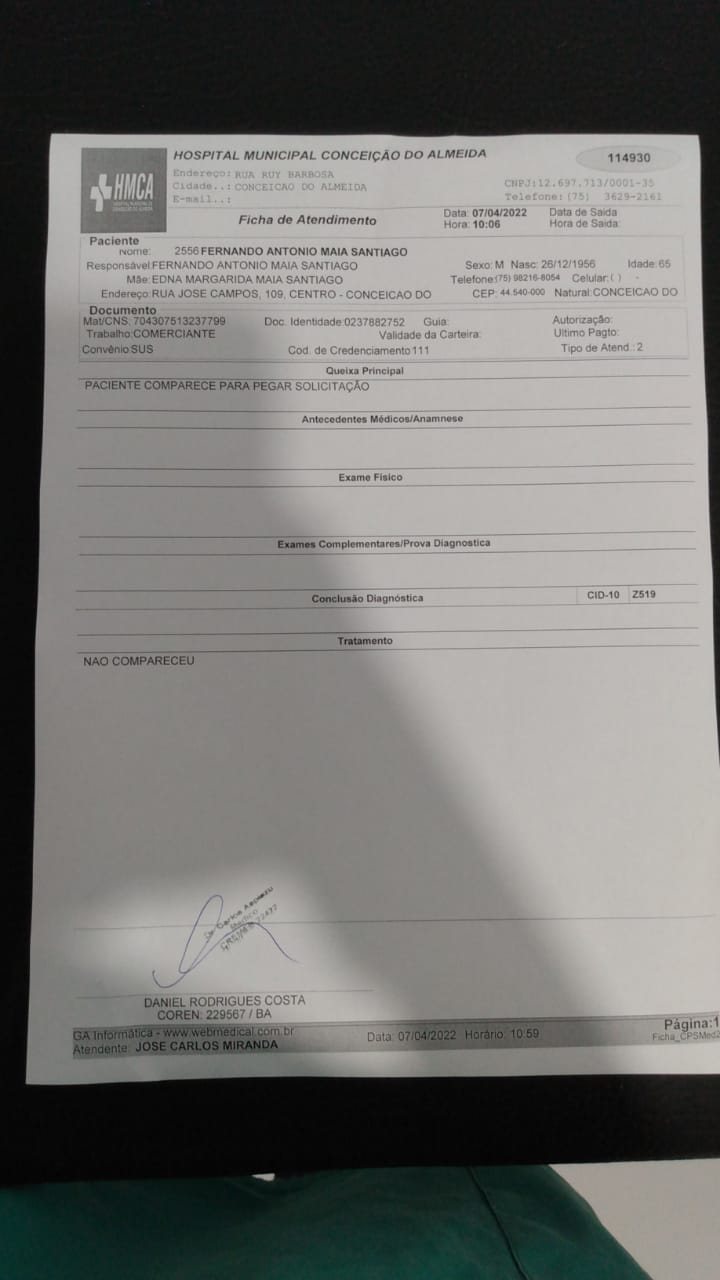 HOSPITAL MUNICIPAL CONCEIÇÃO DO ALMEIDA
114930
HMCA
Endereço: RUA RUY BARBOSA
Cidade..: CONCEICAO DO ALMEIDA
E-mail..:
CNPJ:12.697.713/0001-35
Telefone:(75) 3629-2161
Ficha de Atendimento
Data: 07/04/2022 Data de Saida
Hora: 10:06 Hora de Saida:
Paciente
Nome: 2556 FERNANDO ANTONIO MAIA SANTIAGO
Responsável:FERNANDO ANTONIO MAIA SANTIAGO Sexo: M Nasc: 26/12/1956 Idade:65
Mãe:EDNA MARGARIDA MAIA SANTIAGO Telefone:(75) 98216-8054 Celular:( ) -
Endereço:RUA JOSE CAMPOS, 109, CENTRO - CONCEICAO DO CEP: 44.540-000 Natural:CONCEICAO DO
Documento
Mat/CNS: 704307513237799 Doc. Identidade:0237882752 Guia: Autorização:
Trabalho:COMERCIANTE Validade da Carteira: Ultimo Pagto:
Convênio:SUS Cod. de Credenciamento 111 Tipo de Atend.: 2
Queixa Principal
PACIENTE COMPARECE PARA PEGAR SOLICITAÇÃO
Antecedentes Médicos/Anamnese
Exame Fisico
Exames Complementares/Prova Diagnostica
Conclusão Diagnóstica CID-10 Z519
Tratamento
NAO COMPARECEU
Dr. Carlos
Médico
DANIEL RODRIGUES COSTA
COREN: 229567 / BA
GA Informática - www.webmedical.com.br Data: 07/04/2022 Horário: 10:59 Página:1
Atendente: JOSE CARLOS MIRANDA Ficha_CPSMed2